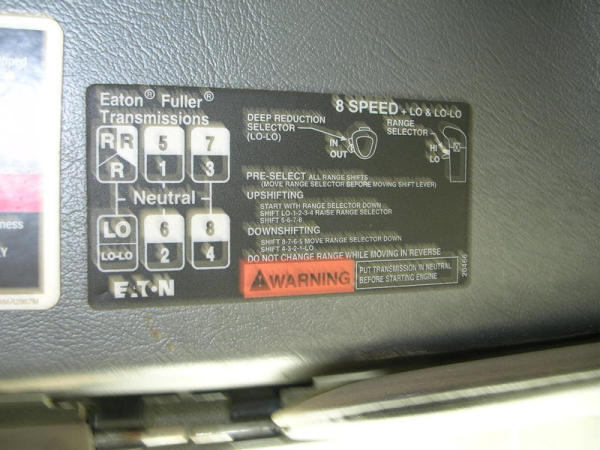 Eaton® Fuller®
Transmissions
8 SPEED + LO & LO-LO
DEEP REDUCTION
SELECTOR
(LO-LO)
IN
OUT
RANGE
SELECTOR
HI
LO
R R 5 7
R 1 3
Neutral
LO 6 8
LO-LO 2 4
EATON
PRE-SELECT ALL RANGE SHIFTS
(MOVE RANGE SELECTOR BEFORE MOVING SHIFT LEVER)
UPSHIFTING
START WITH RANGE SELECTOR DOWN
SHIFT LO-1-2-3-4 RAISE RANGE SELECTOR
SHIFT 5-6-7-8
DOWNSHIFTING
SHIFT 8-7-6-5 MOVE RANGE SELECTOR DOWN
SHIFT 4-3-2-1-LO
DO NOT CHANGE RANGE WHILE MOVING IN REVERSE
WARNING
PUT TRANSMISSION IN NEUTRAL
BEFORE STARTING ENGINE
20466